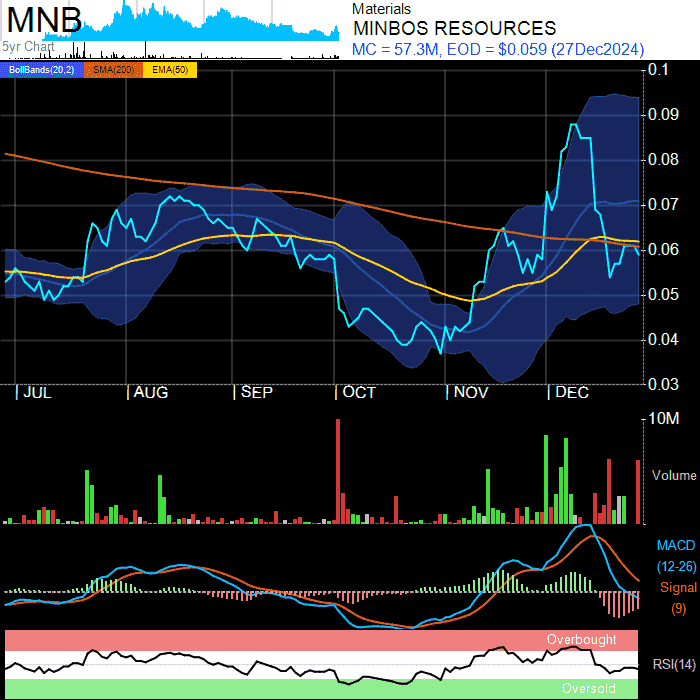 MNB
5yr Chart
Materials
MINBOS RESOURCES
MC = 57.3M, EOD = $0.059 (27Dec2024)
BollBands(20,2) SMA(200) EMA(50)
0.1
0.09
0.08
0.07
0.06
0.05
0.04
0.03
JUL AUG SEP OCT NOV DEC
10M
Volume
MACD
(12-26)
Signal
(9)
Overbought
RSI(14)
Oversold